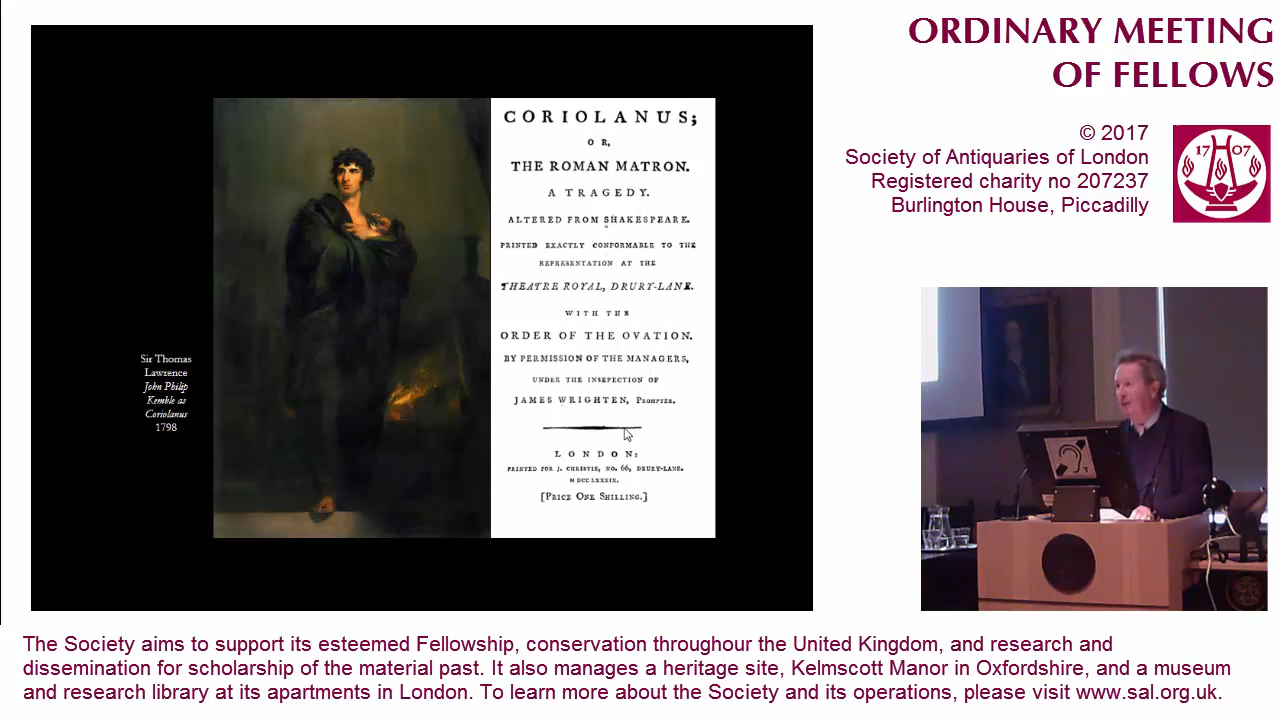 ORDINARY MEETING
OF FELLOWS
© 2017
Society of Antiquaries of London
Registered charity no 207237
Burlington House, Piccadilly
17 07
Sir Thomas
Lawrence
John Philip
Kemble as
Coriolanus
1798
CORIOLANUS;
OR,
THE ROMAN MATRON.
A TRAGEDY.
ALTERED FROM SHAKESPEARE.
PRINTED EXACTLY CONFORMABLE TO THE
REPRESENTATION AT THE
THEATRE ROYAL, DRURY-LANE.
WITH THE
ORDER OF THE OVATION.
BY PERMISSION OF THE MANAGERS,
UNDER THE INSEPECTION OF
JAMES WRIGHTEN, PROMPTER.
LONDON:
PRINTED FOR J. CHRISTIE, NO. 66, DRURY-LANE.
M DCC LXXXIX.
[PRICE ONE SHILLING.]
T
The Society aims to support its esteemed Fellowship, conservation throughour the United Kingdom, and research and
dissemination for scholarship of the material past. It also manages a heritage site, Kelmscott Manor in Oxfordshire, and a museum
and research library at its apartments in London. To learn more about the Society and its operations, please visit www.sal.org.uk.